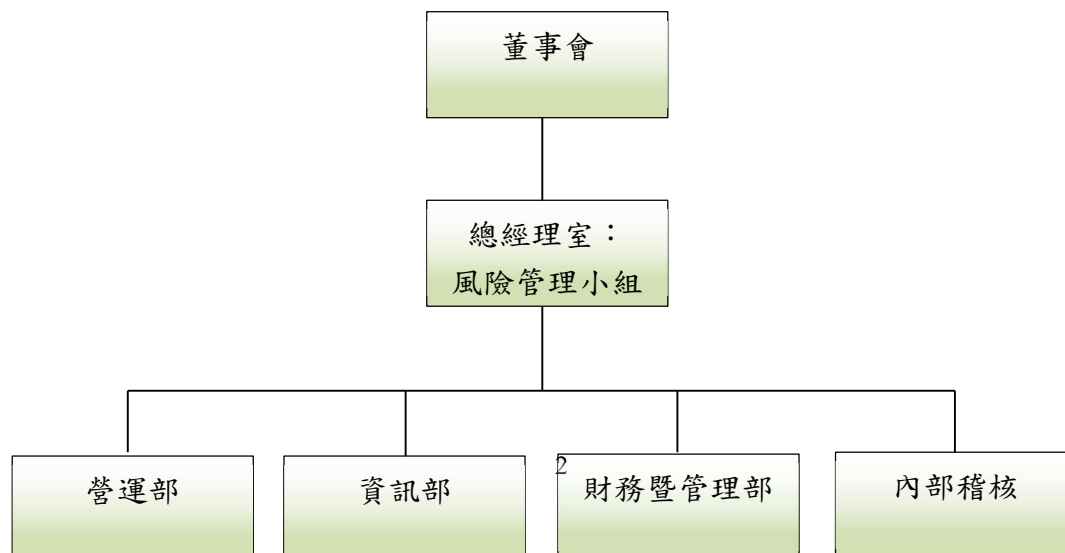 董事會
總經理室：
風險管理小組
營運部
資訊部
2
財務暨管理部
內部稽核